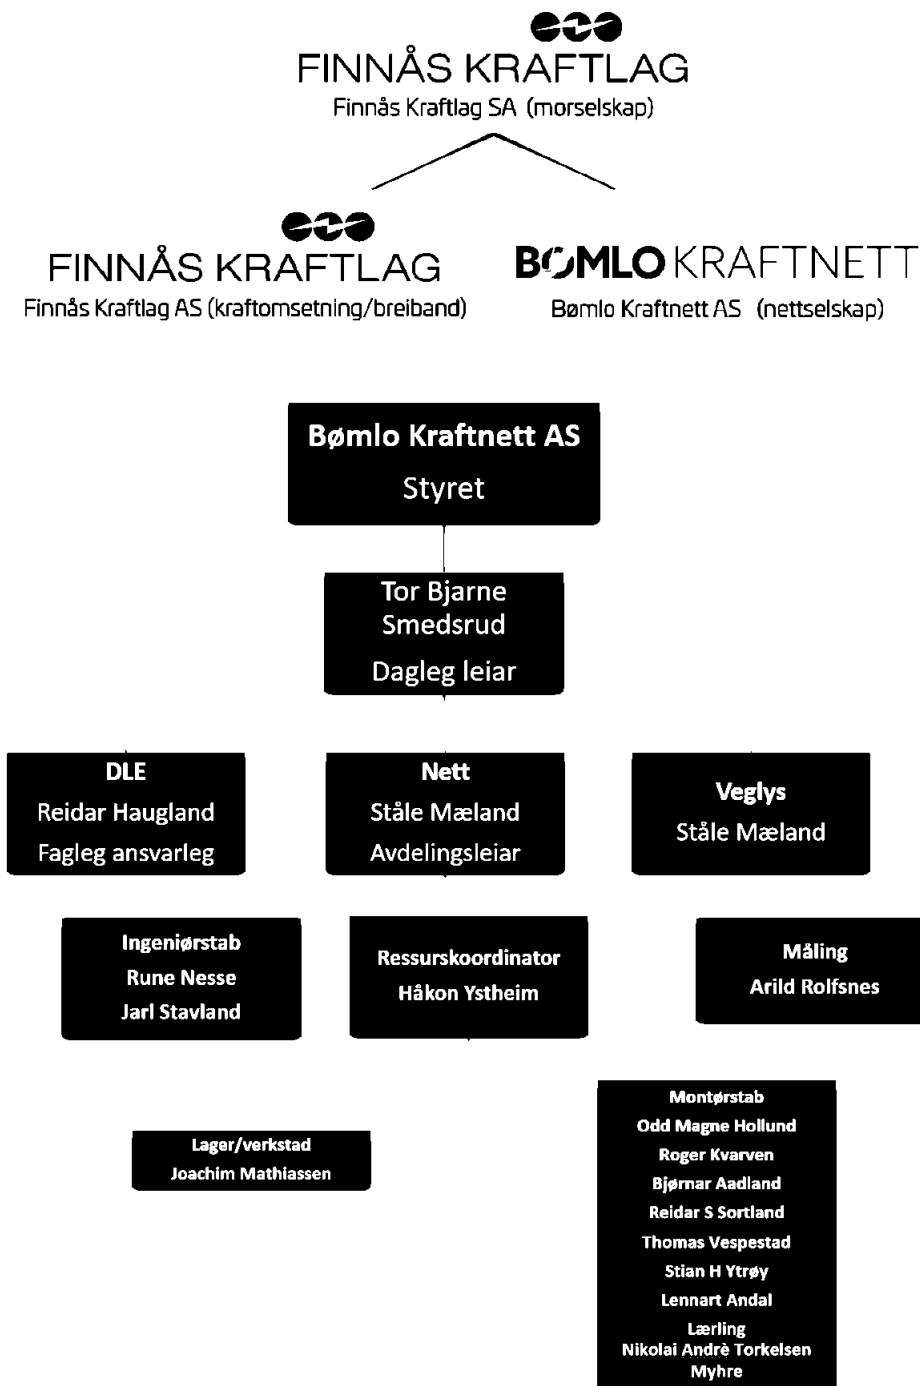 FINNÅS KRAFTLAG
Finnås Kraftlag SA (morselskap)
FINNÅS KRAFTLAG
Finnås Kraftlag AS (kraftomsetning/breiband)
BØMLO KRAFTNETT
Bømlo Kraftnett AS (nettselskap)
Bømlo Kraftnett AS
Styret
Tor Bjarne
Smedsrud
Dagleg leiar
DLE
Reidar Haugland
Fagleg ansvarleg
Nett
Ståle Mæland
Avdelingsleiar
Veglys
Ståle Mæland
Ingeniørstab
Rune Nesse
Jarl Stavland
Ressurskoordinator
Håkon Ystheim
Måling
Arild Rolfsnes
Lager/verkstad
Joachim Mathiassen
Montørstab
Odd Magne Hollund
Roger Kvarven
Bjørnar Aadland
Reidar S Sortland
Thomas Vespestad
Stian H Ytrøy
Lennart Andal
Lærling
Nikolai Andrè Torkelsen
Myhre